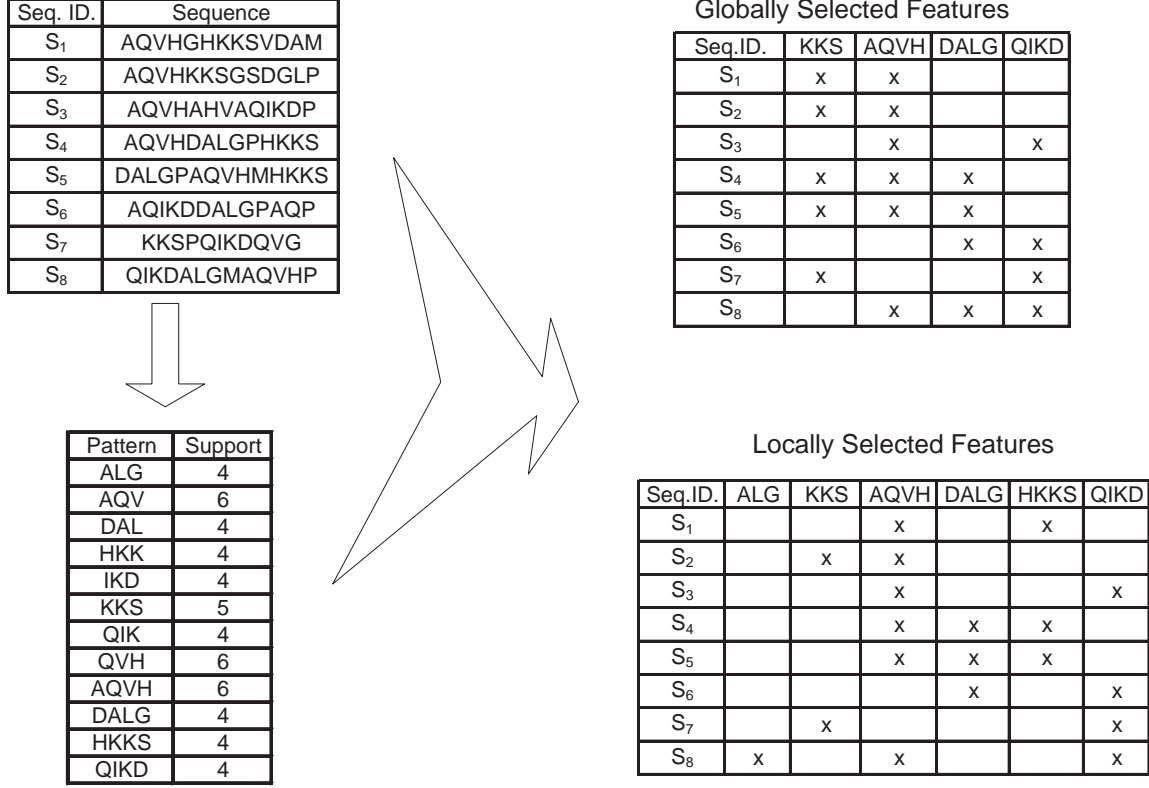 Seq. ID. Sequence
S1 AQVHGHKKSVDAM
S2 AQVHKKSGSDGLP
S3 AQVHAHVAQIKDP
S4 AQVHDALGPHKKS
S5 DALGPAQVHMHKKS
S6 AQIKDDALGPAQP
S7 KKSPQIKDQVG
S8 QIKDALGMAQVHP
Pattern Support
ALG 4
AQV 6
DAL 4
HKK 4
IKD 4
KKS 5
QIK 4
QVH 6
AQVH 6
DALG 4
HKKS 4
QIKD 4
Globally Selected Features
Seq.ID. KKS AQVH DALG QIKD
S1 x x
S2 x x
S3 x x
S4 x x x
S5 x x x
S6 x x
S7 x x
S8 x x x
Locally Selected Features
Seq.ID. ALG KKS AQVH DALG HKKS QIKD
S1 x x
S2 x x
S3 x x
S4 x x x
S5 x x x
S6 x x
S7 x x
S8 x x x